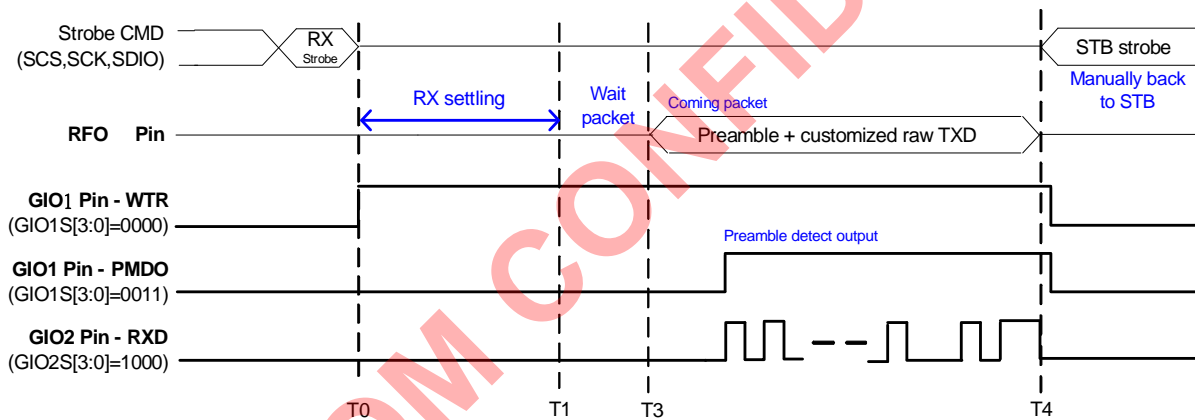 Strobe CMD
(SCS,SCK,SDIO)
RX
Strobe
STB strobe
Manually back
to STB
RX settling
Wait
packet
Coming packet
RFO Pin
Preamble + customized raw TXD
GIO1 Pin - WTR
(GIO1S[3:0]=0000)
Preamble detect output
GIO1 Pin - PMDO
(GIO1S[3:0]=0011)
GIO2 Pin - RXD
(GIO2S[3:0]=1000)
T0
T1
T3
T4
OM CONFID